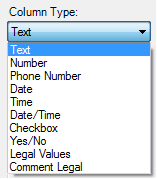 Column Type:
Text
Text
Number
Phone Number
Date
Time
Date/Time
Checkbox
Yes/No
Legal Values
Comment Legal